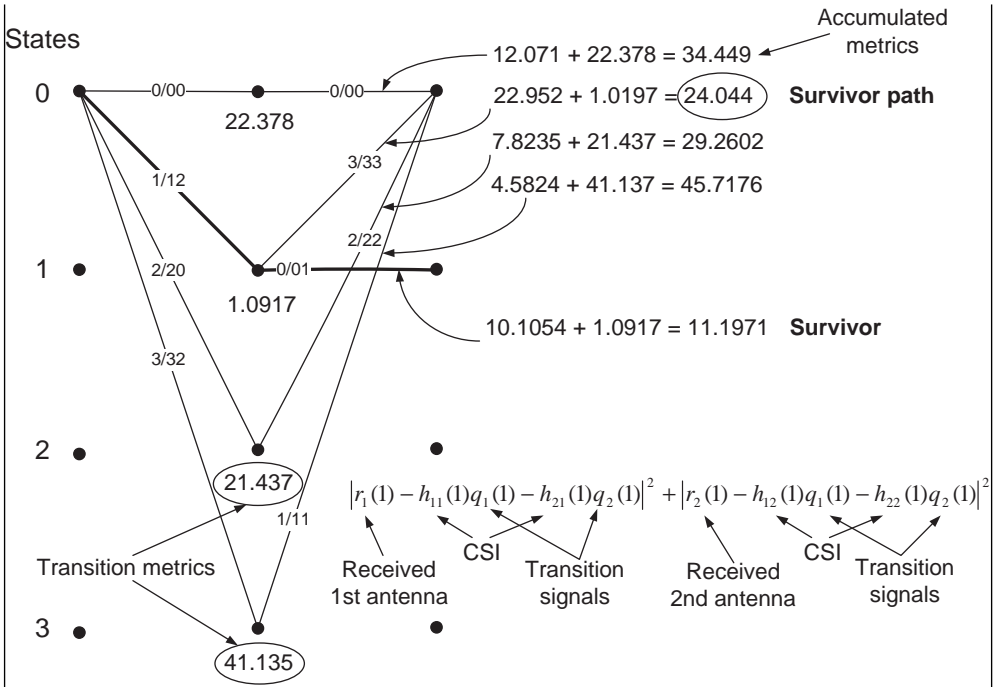 Accumulated
metrics
States
12.071 + 22.378 = 34.449
0
0/00
0/00
22.952 + 1.0197 = 24.044 Survivor path
22.378
7.8235 + 21.437 = 29.2602
3/33
1/12
4.5824 + 41.137 = 45.7176
2/22
1
2/20
0/01
1.0917
10.1054 + 1.0917 = 11.1971 Survivor
3/32
2
21.437
|r₁(1) − h₁₁(1)q₁(1) − h₂₁(1)q₂(1)|² + |r₂(1) − h₁₂(1)q₁(1) − h₂₂(1)q₂(1)|²
1/11
Transition metrics
Received
1st antenna
CSI
Transition
signals
Received
2nd antenna
CSI
Transition
signals
3
41.135